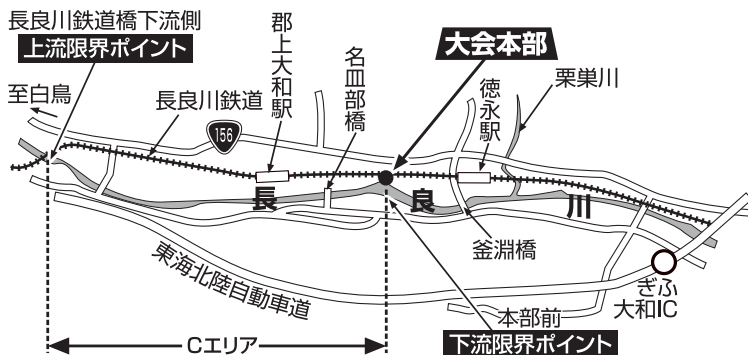 長良川鉄道橋下流側
上流限界ポイント
至白鳥
長良川鉄道
156
郡上大和駅
名皿部橋
大会本部
徳永駅
栗巣川
長良川
釜淵橋
東海北陸自動車道
ぎふ
大和IC
本部前
下流限界ポイント
Cエリア